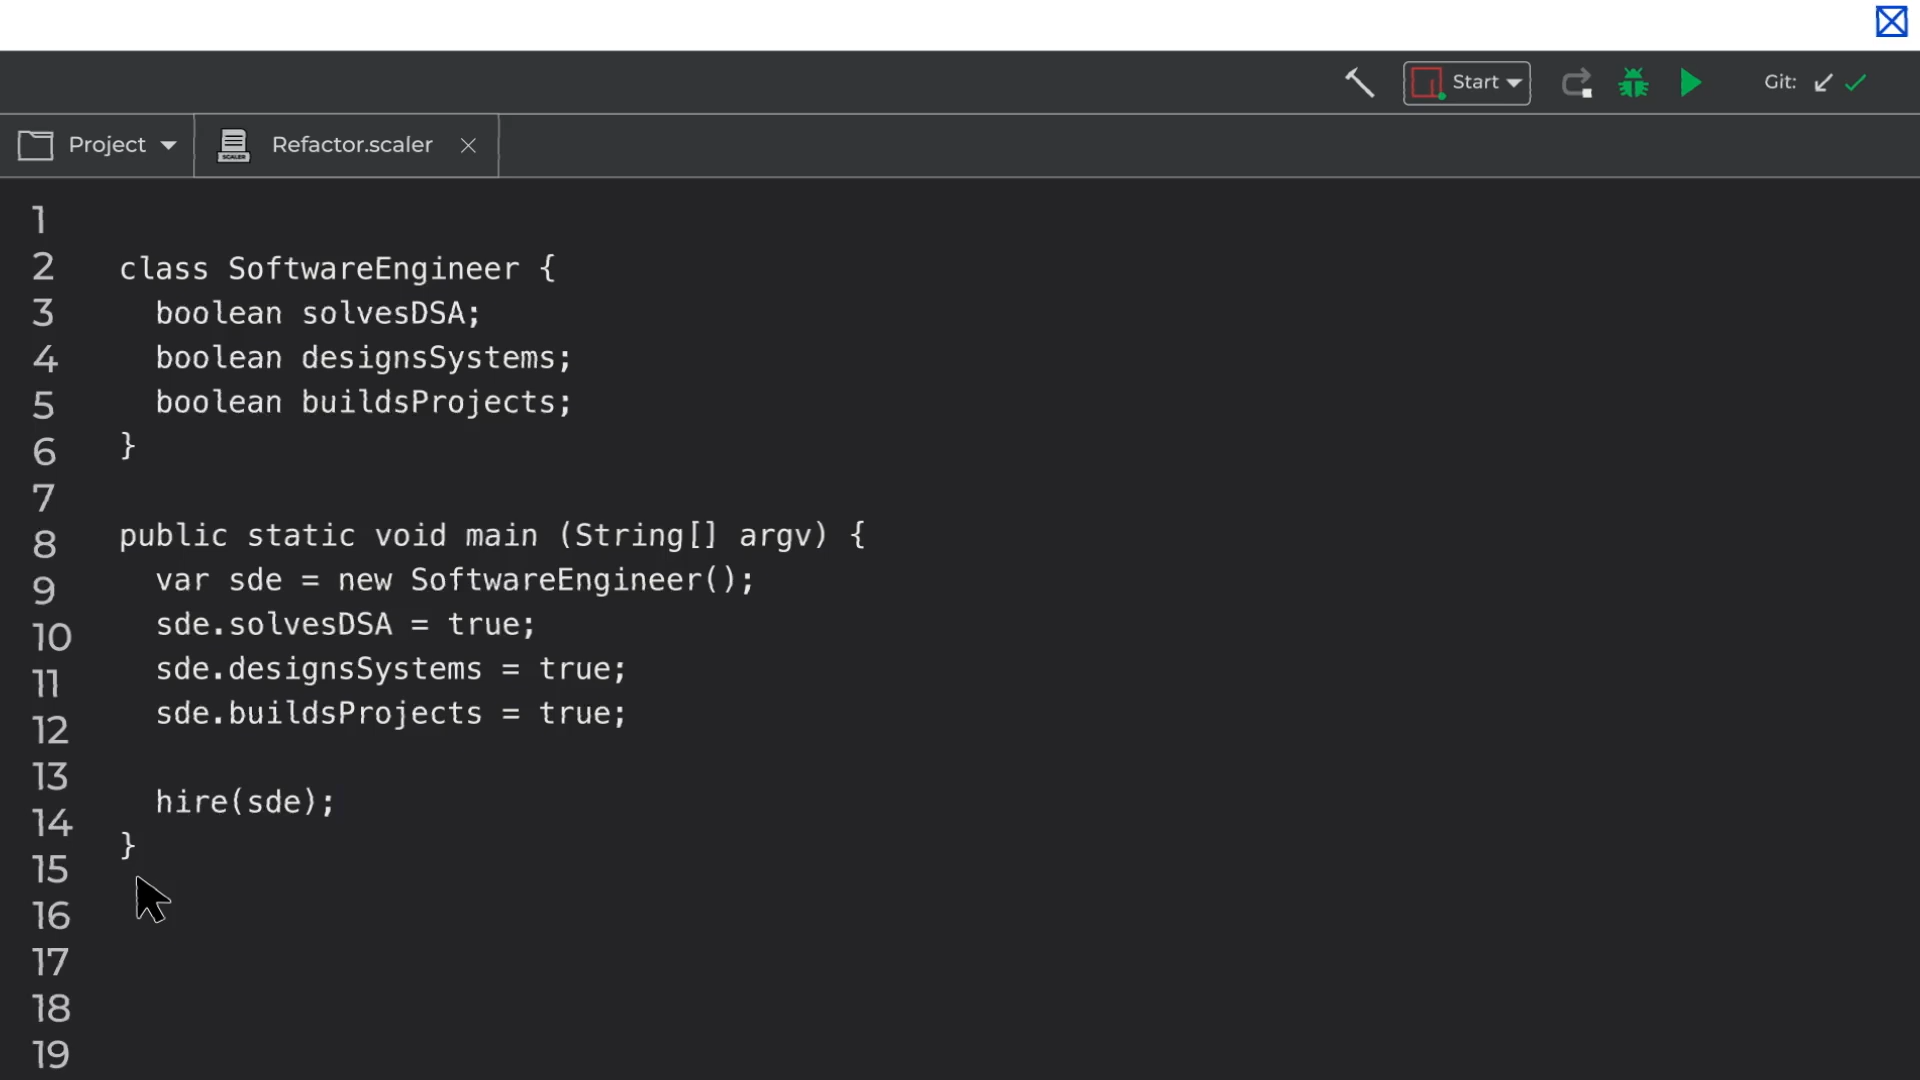 Start
Git:
Project
SCALER
Refactor.scaler
1
2 class SoftwareEngineer {
3 boolean solvesDSA;
4 boolean designsSystems;
5 boolean buildsProjects;
6 }
7
8 public static void main (String[] argv) {
9 var sde = new SoftwareEngineer();
10 sde.solvesDSA = true;
11 sde.designsSystems = true;
12 sde.buildsProjects = true;
13
14 hire(sde);
15 }
16
17
18
19